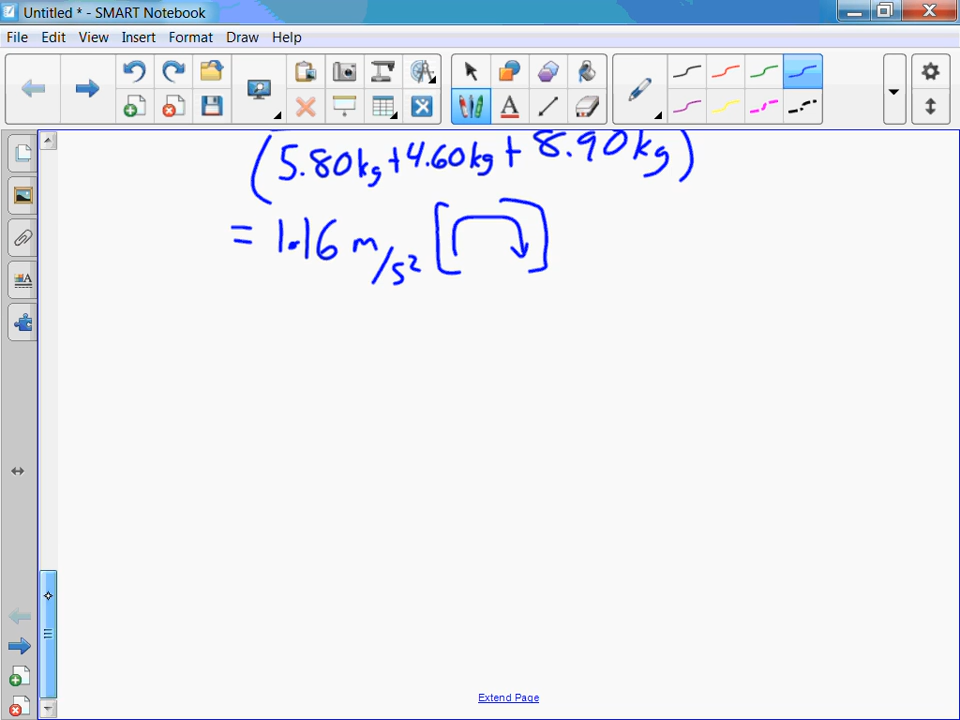 Untitled * - SMART Notebook
File Edit View Insert Format Draw Help
(5.80kg+4.60kg+8.90kg)
= 1.16 m/s² [↷]
Extend Page